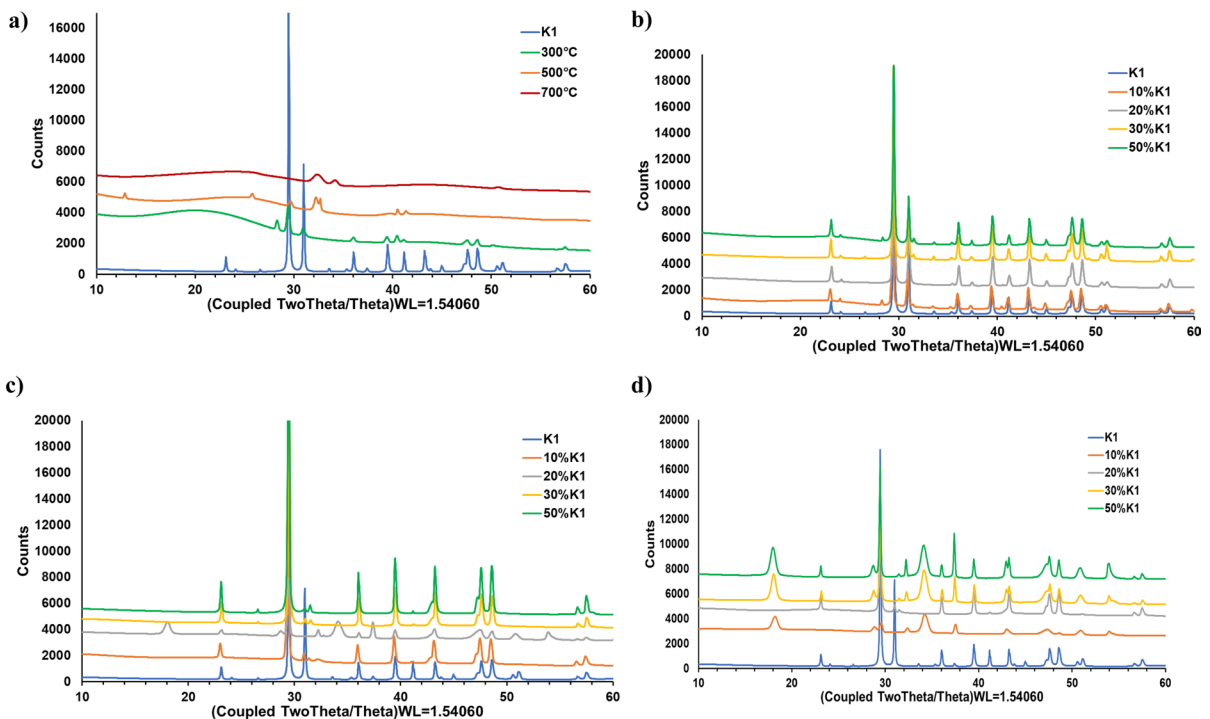 a)
16000
14000
12000
10000
8000
6000
4000
2000
0
Counts
10
20
30
40
50
60
(Coupled TwoTheta/Theta)WL=1.54060
K1
300°C
500°C
700°C
b)
20000
18000
16000
14000
12000
10000
8000
6000
4000
2000
0
Counts
10
20
30
40
50
60
(Coupled TwoTheta/Theta)WL=1.54060
K1
10%K1
20%K1
30%K1
50%K1
c)
20000
18000
16000
14000
12000
10000
8000
6000
4000
2000
0
Counts
10
20
30
40
50
60
(Coupled TwoTheta/Theta)WL=1.54060
K1
10%K1
20%K1
30%K1
50%K1
d)
20000
18000
16000
14000
12000
10000
8000
6000
4000
2000
0
Counts
10
20
30
40
50
60
(Coupled TwoTheta/Theta)WL=1.54060
K1
10%K1
20%K1
30%K1
50%K1